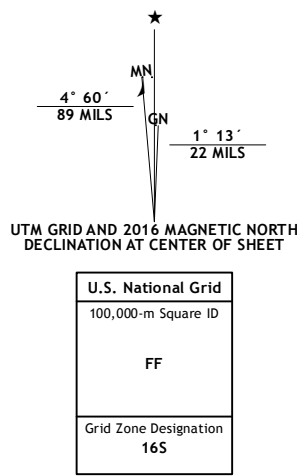 MN.
4° 60´
89 MILS
GN
1° 13´
22 MILS
UTM GRID AND 2016 MAGNETIC NORTH
DECLINATION AT CENTER OF SHEET
U.S. National Grid
100,000-m Square ID
FF
Grid Zone Designation
16S